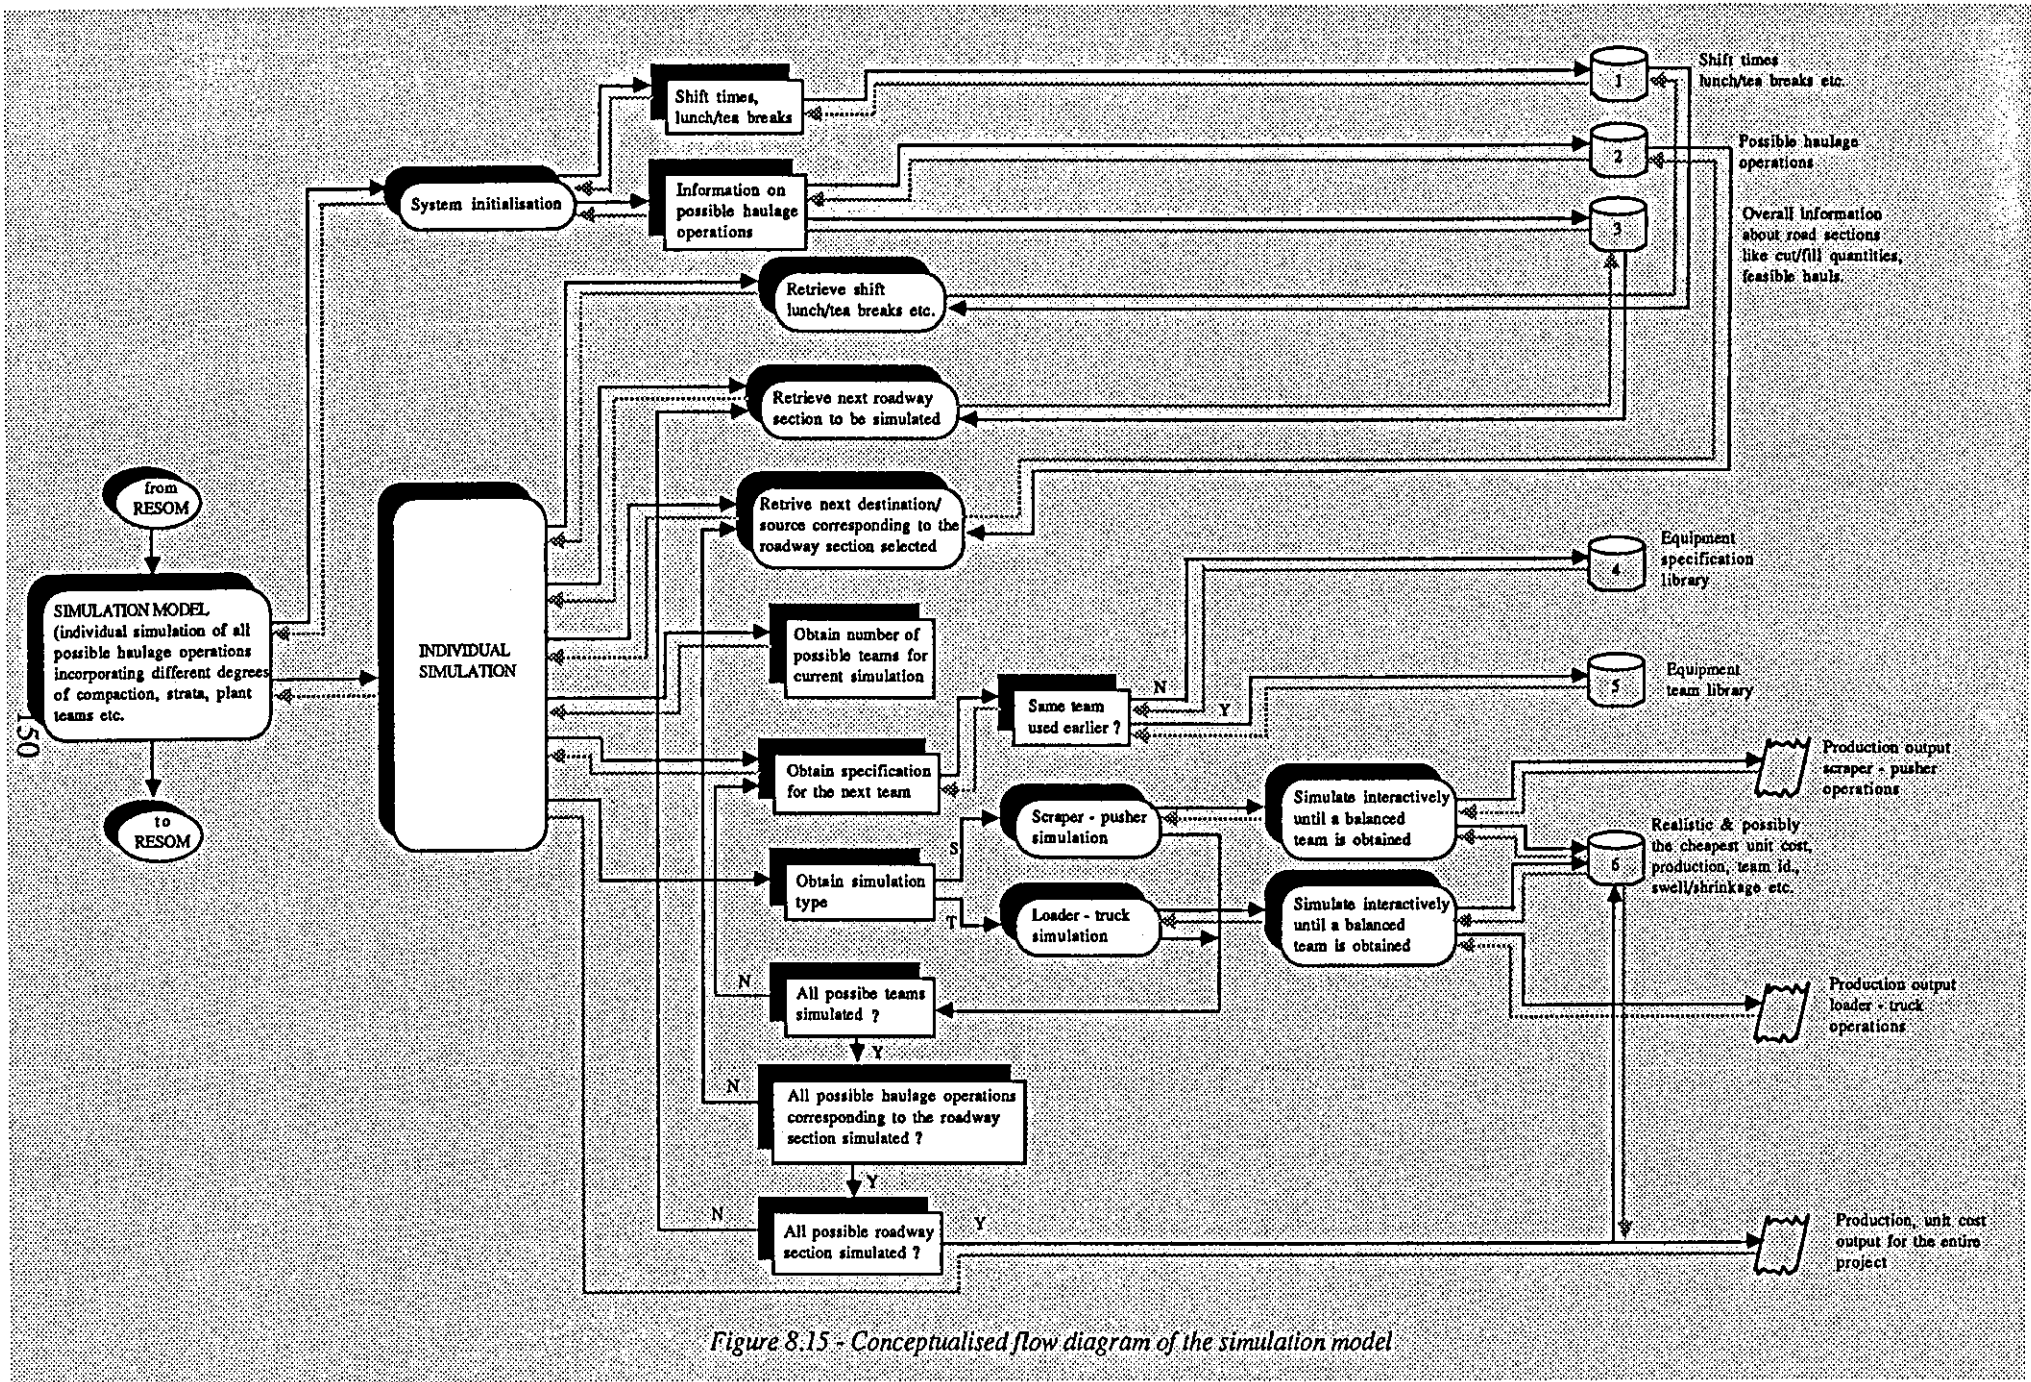 Shift times,
lunch/tea breaks
1
Shift times
lunch/tea breaks etc.
2
Possible haulage
operations
System initialisation
Information on
possible haulage
operations
3
Overall information
about road sections
like cut/fill quantities,
feasible hauls.
Retrieve shift
lunch/tea breaks etc.
Retrieve next roadway
section to be simulated
from
RESOM
Retrive next destination/
source corresponding to the
roadway section selected
SIMULATION MODEL
(individual simulation of all
possible haulage operations
incorporating different degrees
of compaction, strata, plant
teams etc.
to
RESOM
150
INDIVIDUAL
SIMULATION
Obtain number of
possible teams for
current simulation
4
Equipment
specification
library
Same team
used earlier ?
N
Y
5
Equipment
team library
Obtain specification
for the next team
Scraper - pusher
simulation
Simulate interactively
until a balanced
team is obtained
Production output
scraper - pusher
operations
Obtain simulation
type
S
T
6
Realistic & possibly
the cheapest unit cost,
production, team id.,
swell/shrinkage etc.
Loader - truck
simulation
Simulate interactively
until a balanced
team is obtained
N
All possibe teams
simulated ?
Y
Production output
loader - truck
operations
N
All possible haulage operations
corresponding to the roadway
section simulated ?
Y
N
All possible roadway
section simulated ?
Y
Production, unit cost
output for the entire
project
Figure 8.15 - Conceptualised flow diagram of the simulation model